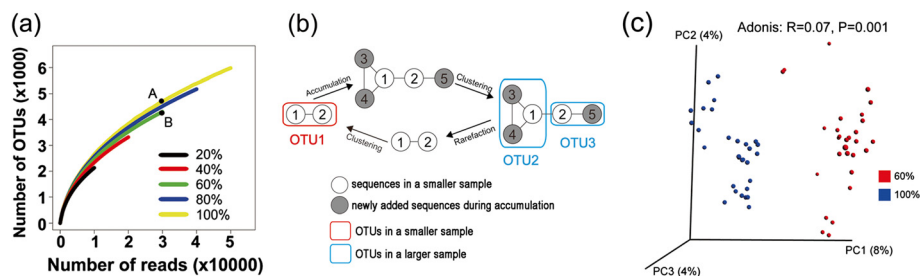 (a)
Number of OTUs (x1000)
6
5
4
3
2
1
0
A
B
20%
40%
60%
80%
100%
0 1 2 3 4 5
Number of reads (x10000)
(b)
3
Accumulation
1 2 5
Clustering
4
1 2
OTU1
Clustering
1 2
Rarefaction
3
1 2 5
4
OTU2
OTU3
sequences in a smaller sample
newly added sequences during accumulation
OTUs in a smaller sample
OTUs in a larger sample
(c)
Adonis: R=0.07, P=0.001
PC2 (4%)
60%
100%
PC1 (8%)
PC3 (4%)